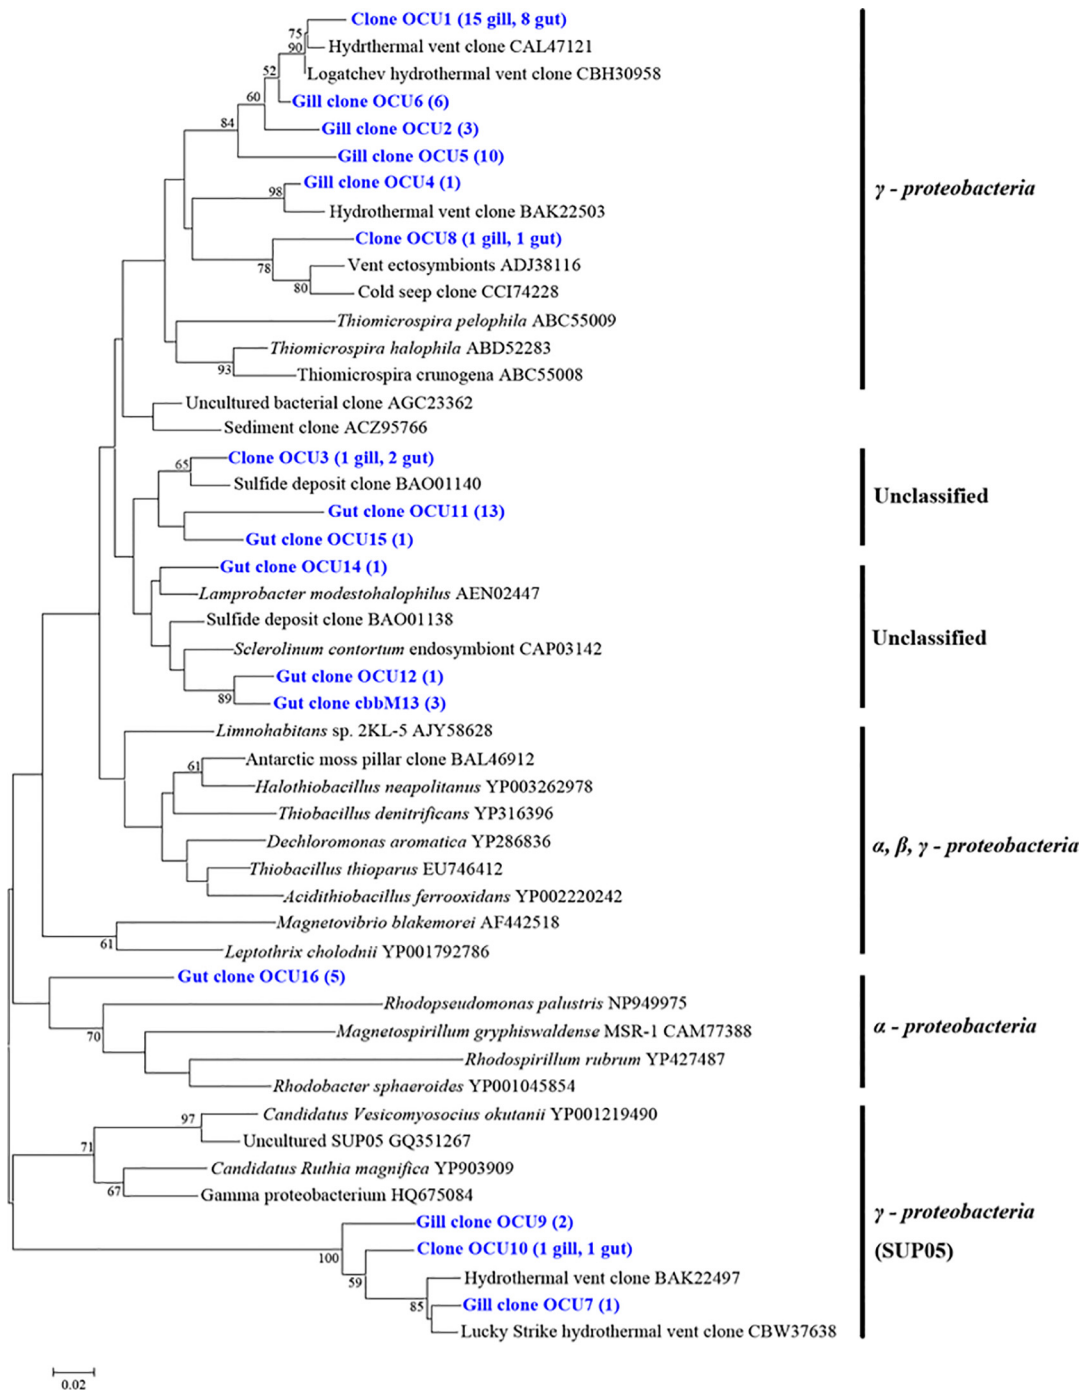 Clone OCU1 (15 gill, 8 gut)
75
Hydrthermal vent clone CAL47121
90
Logatchev hydrothermal vent clone CBH30958
52
Gill clone OCU6 (6)
60
Gill clone OCU2 (3)
84
Gill clone OCU5 (10)
Gill clone OCU4 (1)
98
γ - proteobacteria
Hydrothermal vent clone BAK22503
Clone OCU8 (1 gill, 1 gut)
78
Vent ectosymbionts ADJ38116
80
Cold seep clone CCI74228
Thiomicrospira pelophila ABC55009
Thiomicrospira halophila ABD52283
93
Thiomicrospira crunogena ABC55008
Uncultured bacterial clone AGC23362
Sediment clone ACZ95766
Clone OCU3 (1 gill, 2 gut)
65
Sulfide deposit clone BAO01140
Unclassified
Gut clone OCU11 (13)
Gut clone OCU15 (1)
Gut clone OCU14 (1)
Lamprobacter modestohalophilus AEN02447
Sulfide deposit clone BAO01138
Unclassified
Sclerolinum contortum endosymbiont CAP03142
Gut clone OCU12 (1)
89
Gut clone cbbM13 (3)
Limnohabitans sp. 2KL-5 AJY58628
Antarctic moss pillar clone BAL46912
61
Halothiobacillus neapolitanus YP003262978
Thiobacillus denitrificans YP316396
Dechloromonas aromatica YP286836
α, β, γ - proteobacteria
Thiobacillus thioparus EU746412
Acidithiobacillus ferrooxidans YP002220242
Magnetovibrio blakemorei AF442518
61
Leptothrix cholodnii YP001792786
Gut clone OCU16 (5)
Rhodopseudomonas palustris NP949975
70
Magnetospirillum gryphiswaldense MSR-1 CAM77388
α - proteobacteria
Rhodospirillum rubrum YP427487
Rhodobacter sphaeroides YP001045854
Candidatus Vesicomyosocius okutanii YP001219490
97
Uncultured SUP05 GQ351267
71
Candidatus Ruthia magnifica YP903909
67
Gamma proteobacterium HQ675084
γ - proteobacteria
(SUP05)
Gill clone OCU9 (2)
100
Clone OCU10 (1 gill, 1 gut)
59
Hydrothermal vent clone BAK22497
85
Gill clone OCU7 (1)
Lucky Strike hydrothermal vent clone CBW37638
0.02